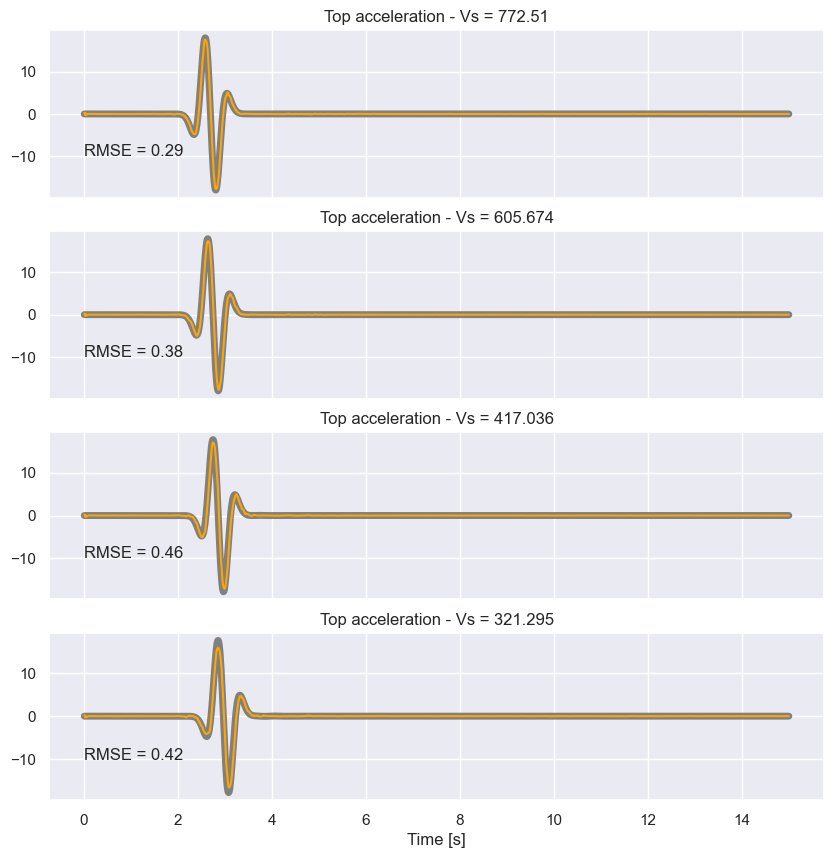 Top acceleration - Vs = 772.51
10
0
−10
RMSE = 0.29
Top acceleration - Vs = 605.674
10
0
−10
RMSE = 0.38
Top acceleration - Vs = 417.036
10
0
−10
RMSE = 0.46
Top acceleration - Vs = 321.295
10
0
−10
RMSE = 0.42
0 2 4 6 8 10 12 14
Time [s]